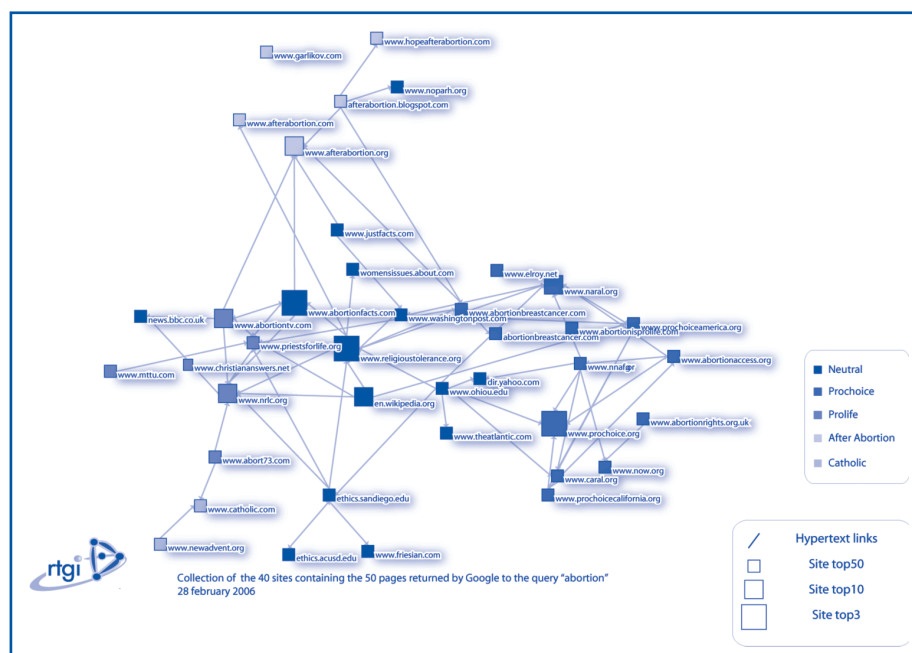 www.hopeafterabortion.com
www.garlikov.com
www.noparh.org
afterabortion.blogspot.com
www.afterabortion.com
www.afterabortion.org
www.justfacts.com
womensissues.about.com
www.elroy.net
www.naral.org
www.abortionfacts.com
www.abortionbreastcancer.com
news.bbc.co.uk
www.abortiontv.com
www.washingtonpost.com
www.prochoiceamerica.org
www.abortionisprolife.com
abortionbreastcancer.com
www.priestsforlife.org
www.religioustolerance.org
www.abortionaccess.org
www.christiananswers.net
www.mttu.com
dir.yahoo.com
www.ohiou.edu
www.nrlc.org
en.wikipedia.org
www.abortionrights.org.uk
www.theatlantic.com
www.prochoice.org
www.abort73.com
www.now.org
www.caral.org
ethics.sandiego.edu
www.prochoicecalifornia.org
www.catholic.com
www.newadvent.org
ethics.acusd.edu
www.friesian.com
Neutral
Prochoice
Prolife
After Abortion
Catholic
Hypertext links
Site top50
Site top10
Site top3
rtgi
Collection of the 40 sites containing the 50 pages returned by Google to the query "abortion"
28 february 2006